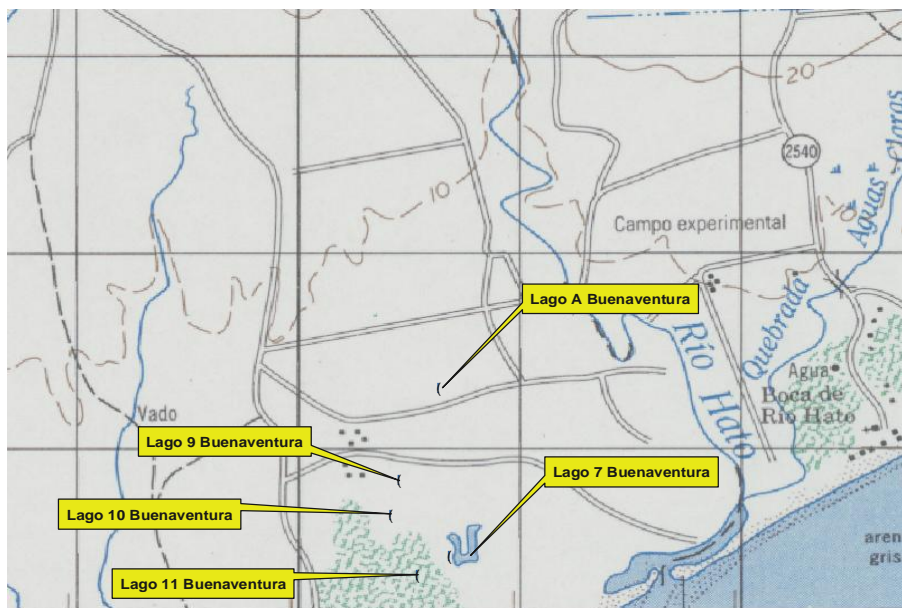 20
2540
Aguas Claras
10
10
Campo experimental
Lago A Buenaventura
Río Hato
Quebrada
Agua
Boca de
Río Hato
Vado
Lago 9 Buenaventura
Lago 7 Buenaventura
Lago 10 Buenaventura
aren
gris
Lago 11 Buenaventura